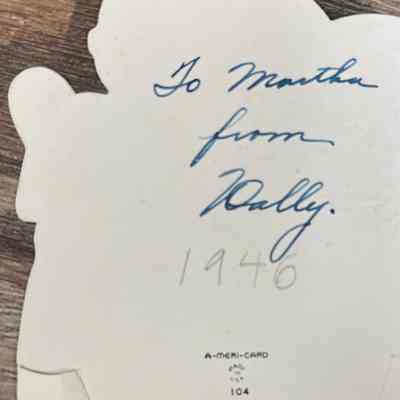 To Martha
from
Wally.
1946
A-MERI-CARD
104